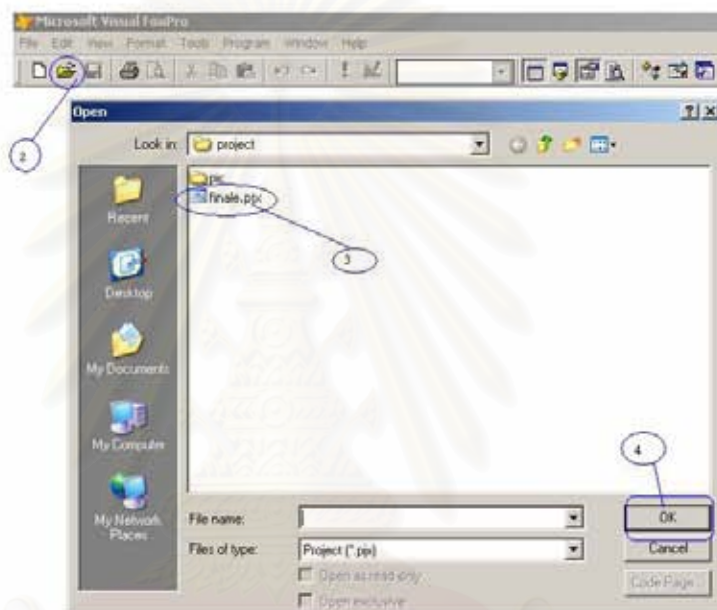 Microsoft Visual FoxPro
File Edit View Format Tools Program Window Help
2
Open
Look in: project
pic
finale.pjx
3
Recent
Desktop
My Documents
My Computer
My Network Places
4
File name:
OK
Files of type: Project (*.pjx)
Cancel
Open as read-only
Code Page...
Open exclusive